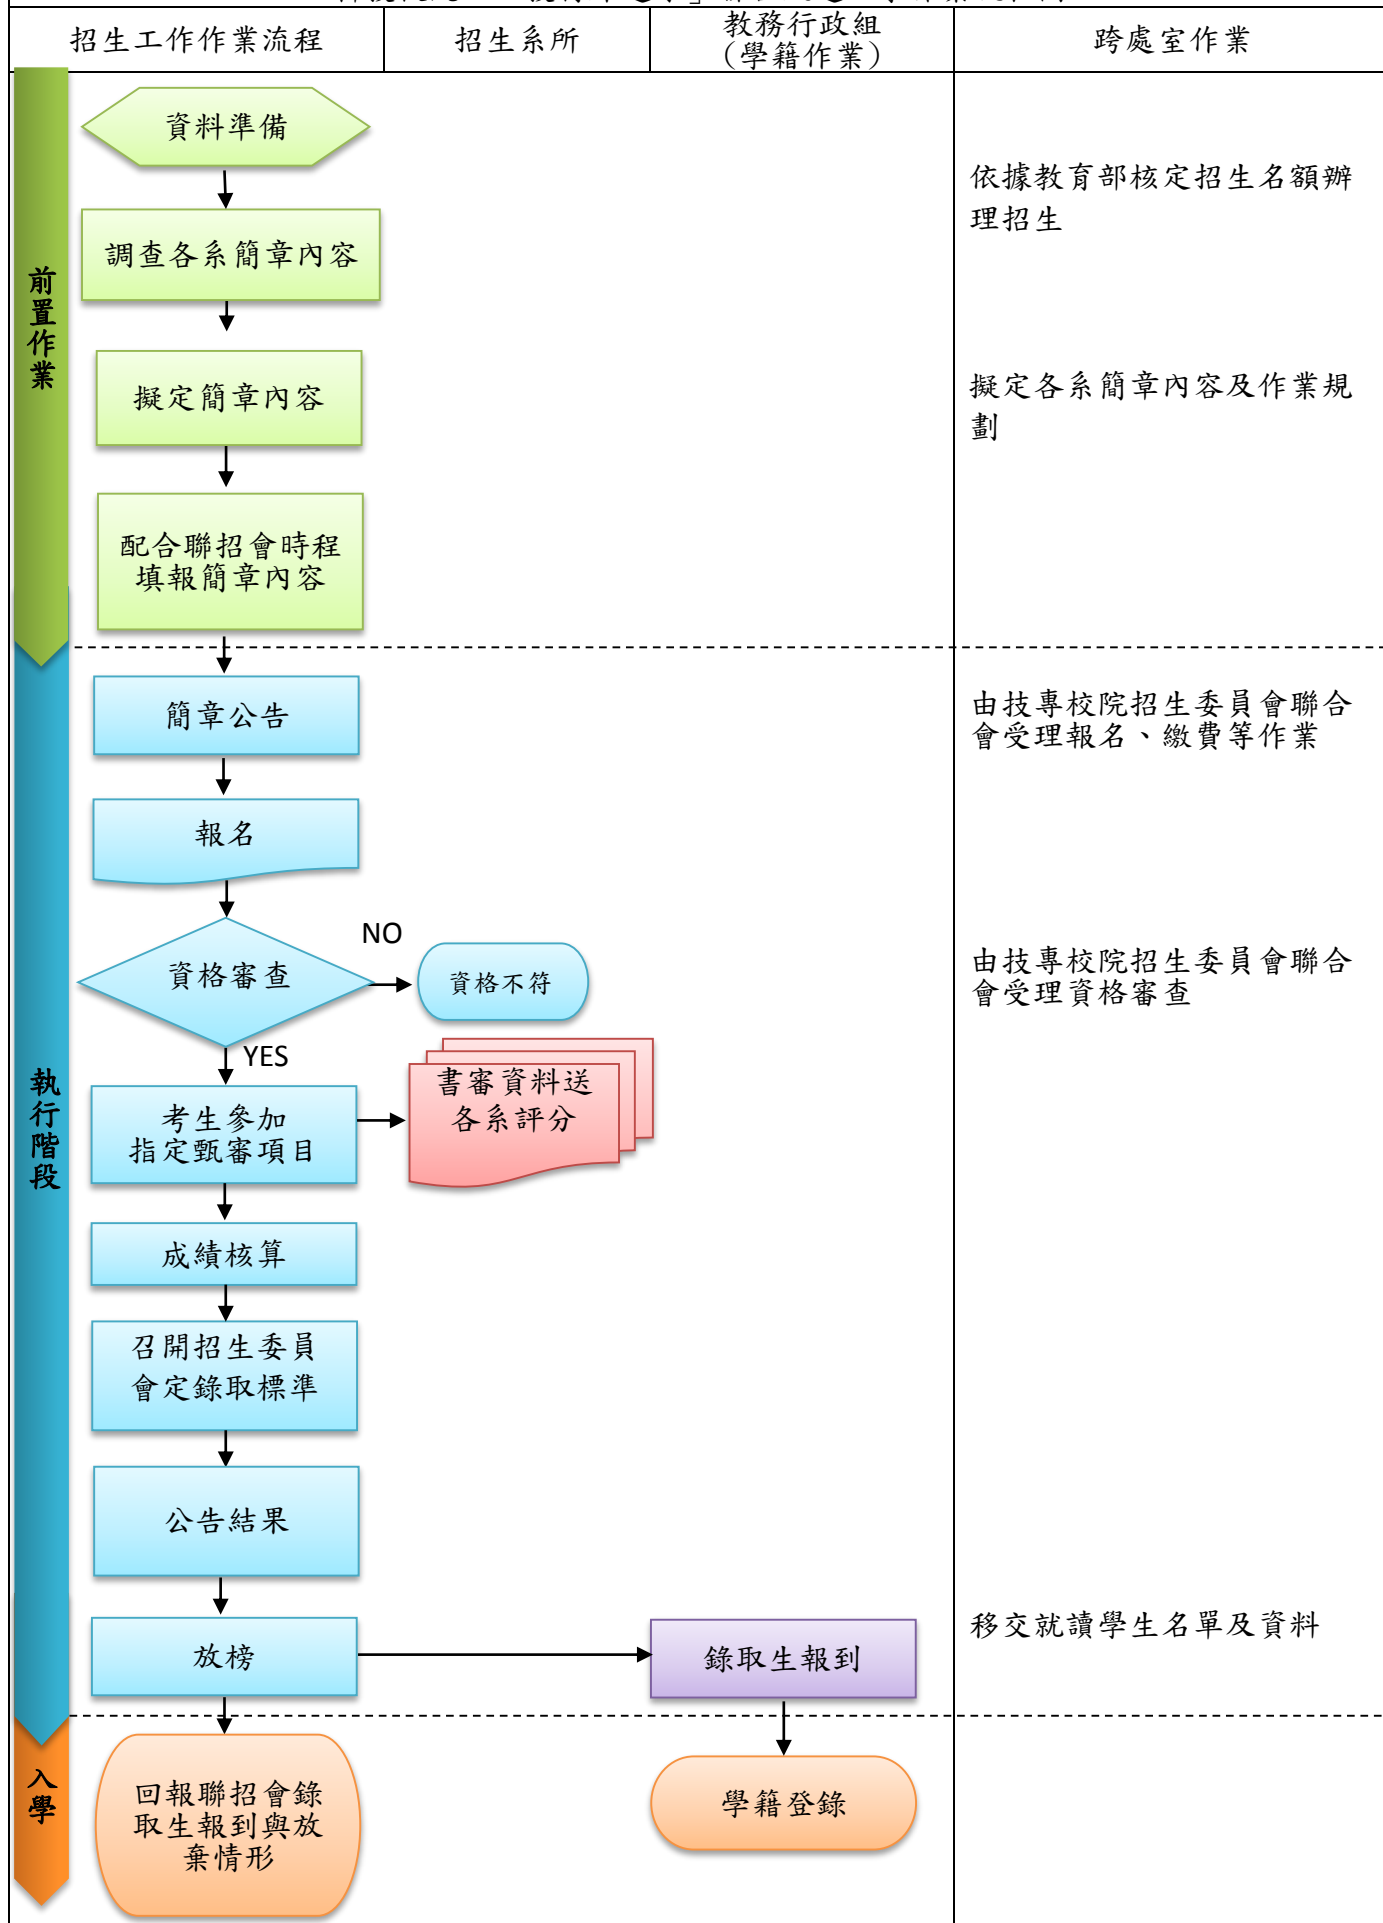 招生工作作業流程
招生系所
教務行政組
(學籍作業)
跨處室作業
前置作業
資料準備
依據教育部核定招生名額辦
理招生
調查各系簡章內容
擬定簡章內容
擬定各系簡章內容及作業規
劃
配合聯招會時程
填報簡章內容
執行階段
簡章公告
由技專校院招生委員會聯合
會受理報名、繳費等作業
報名
資格審查
NO
資格不符
由技專校院招生委員會聯合
會受理資格審查
YES
考生參加
指定甄審項目
書審資料送
各系評分
成績核算
召開招生委員
會定錄取標準
公告結果
放榜
錄取生報到
移交就讀學生名單及資料
入學
回報聯招會錄
取生報到與放
棄情形
學籍登錄